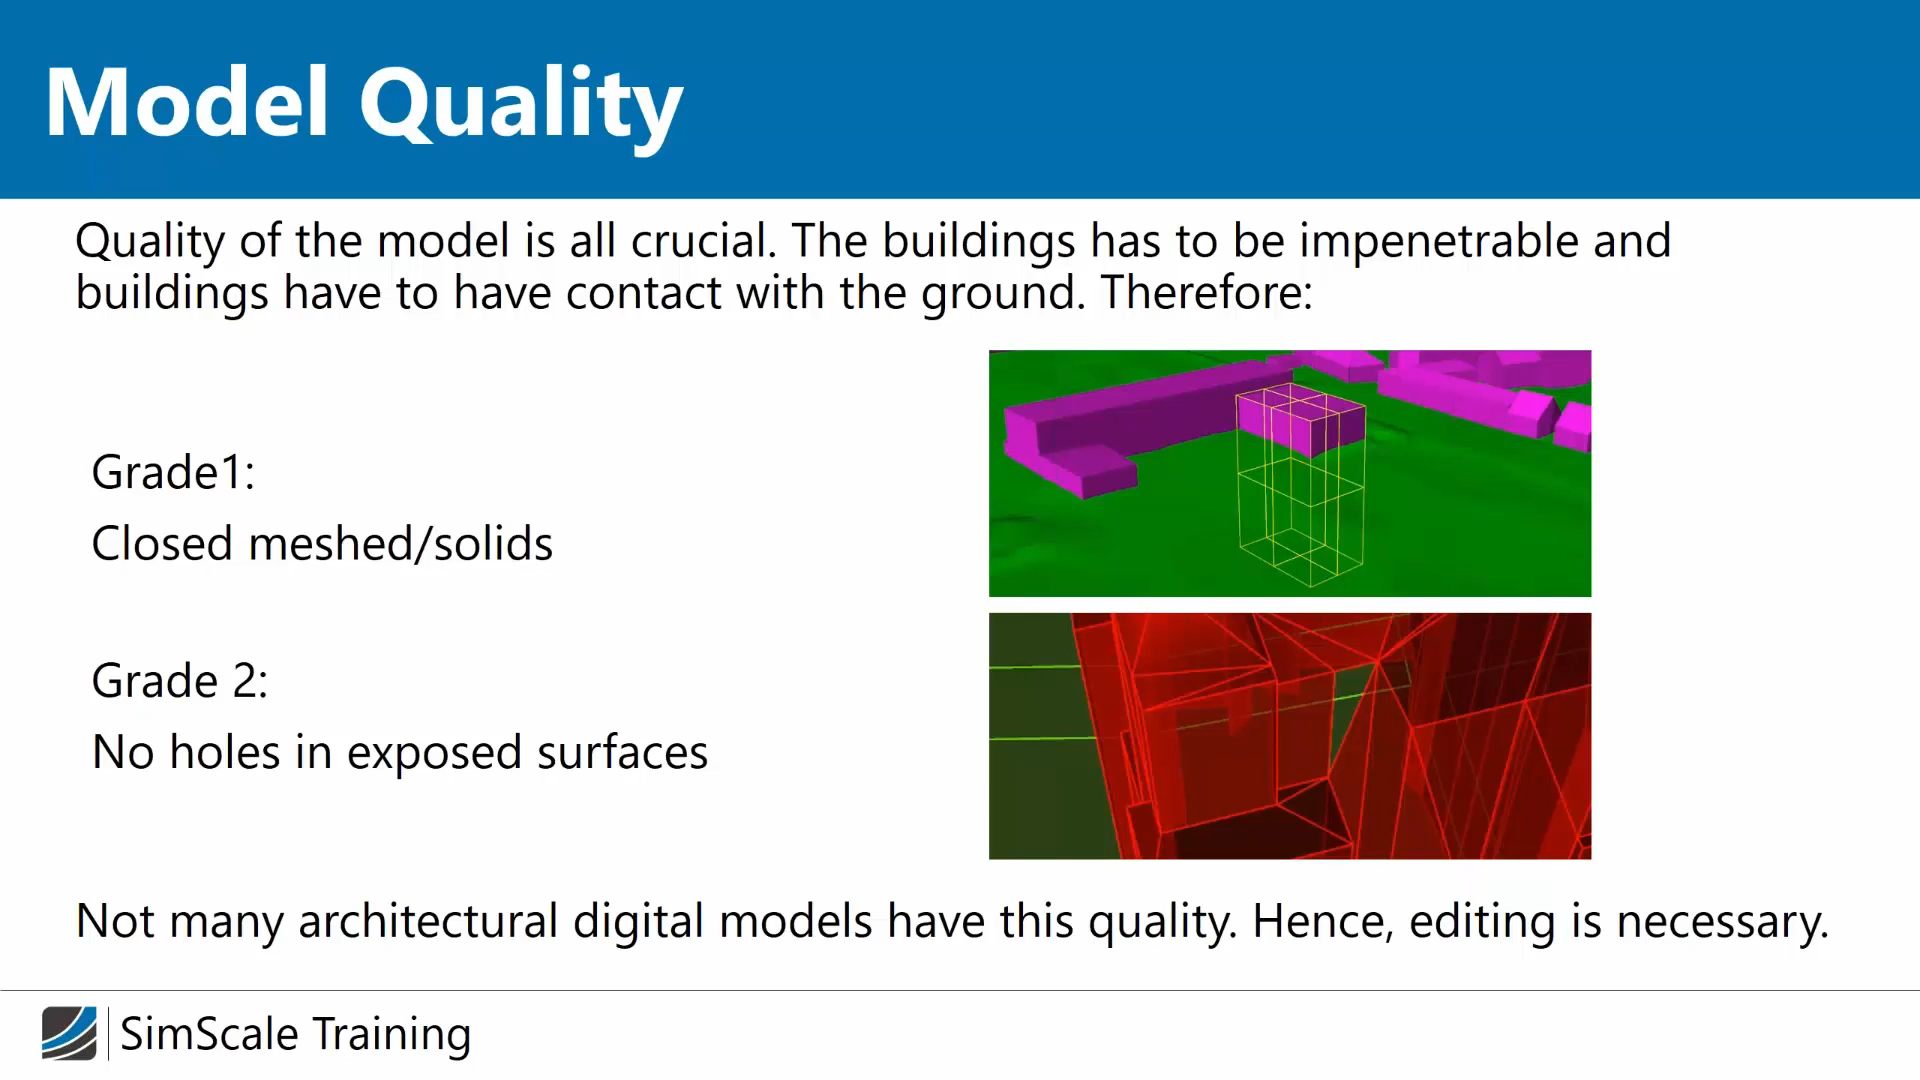 Model Quality
Quality of the model is all crucial. The buildings has to be impenetrable and
buildings have to have contact with the ground. Therefore:
Grade1:
Closed meshed/solids
Grade 2:
No holes in exposed surfaces
Not many architectural digital models have this quality. Hence, editing is necessary.
SimScale Training